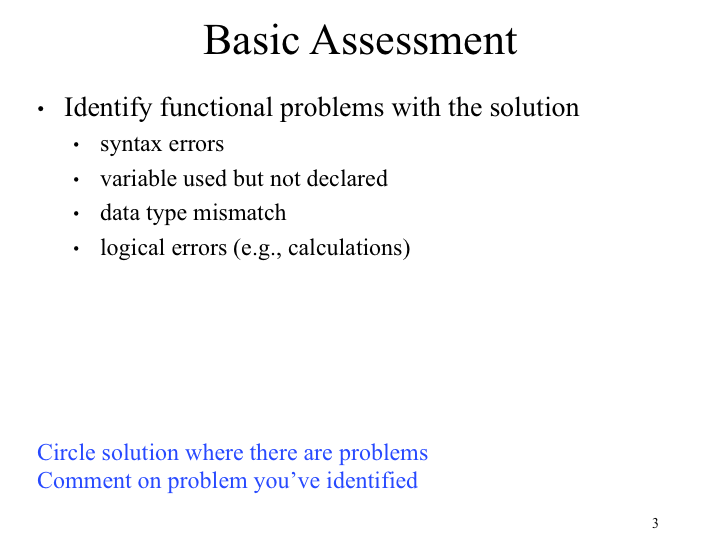 Basic Assessment
• Identify functional problems with the solution
• syntax errors
• variable used but not declared
• data type mismatch
• logical errors (e.g., calculations)
Circle solution where there are problems
Comment on problem you’ve identified
3